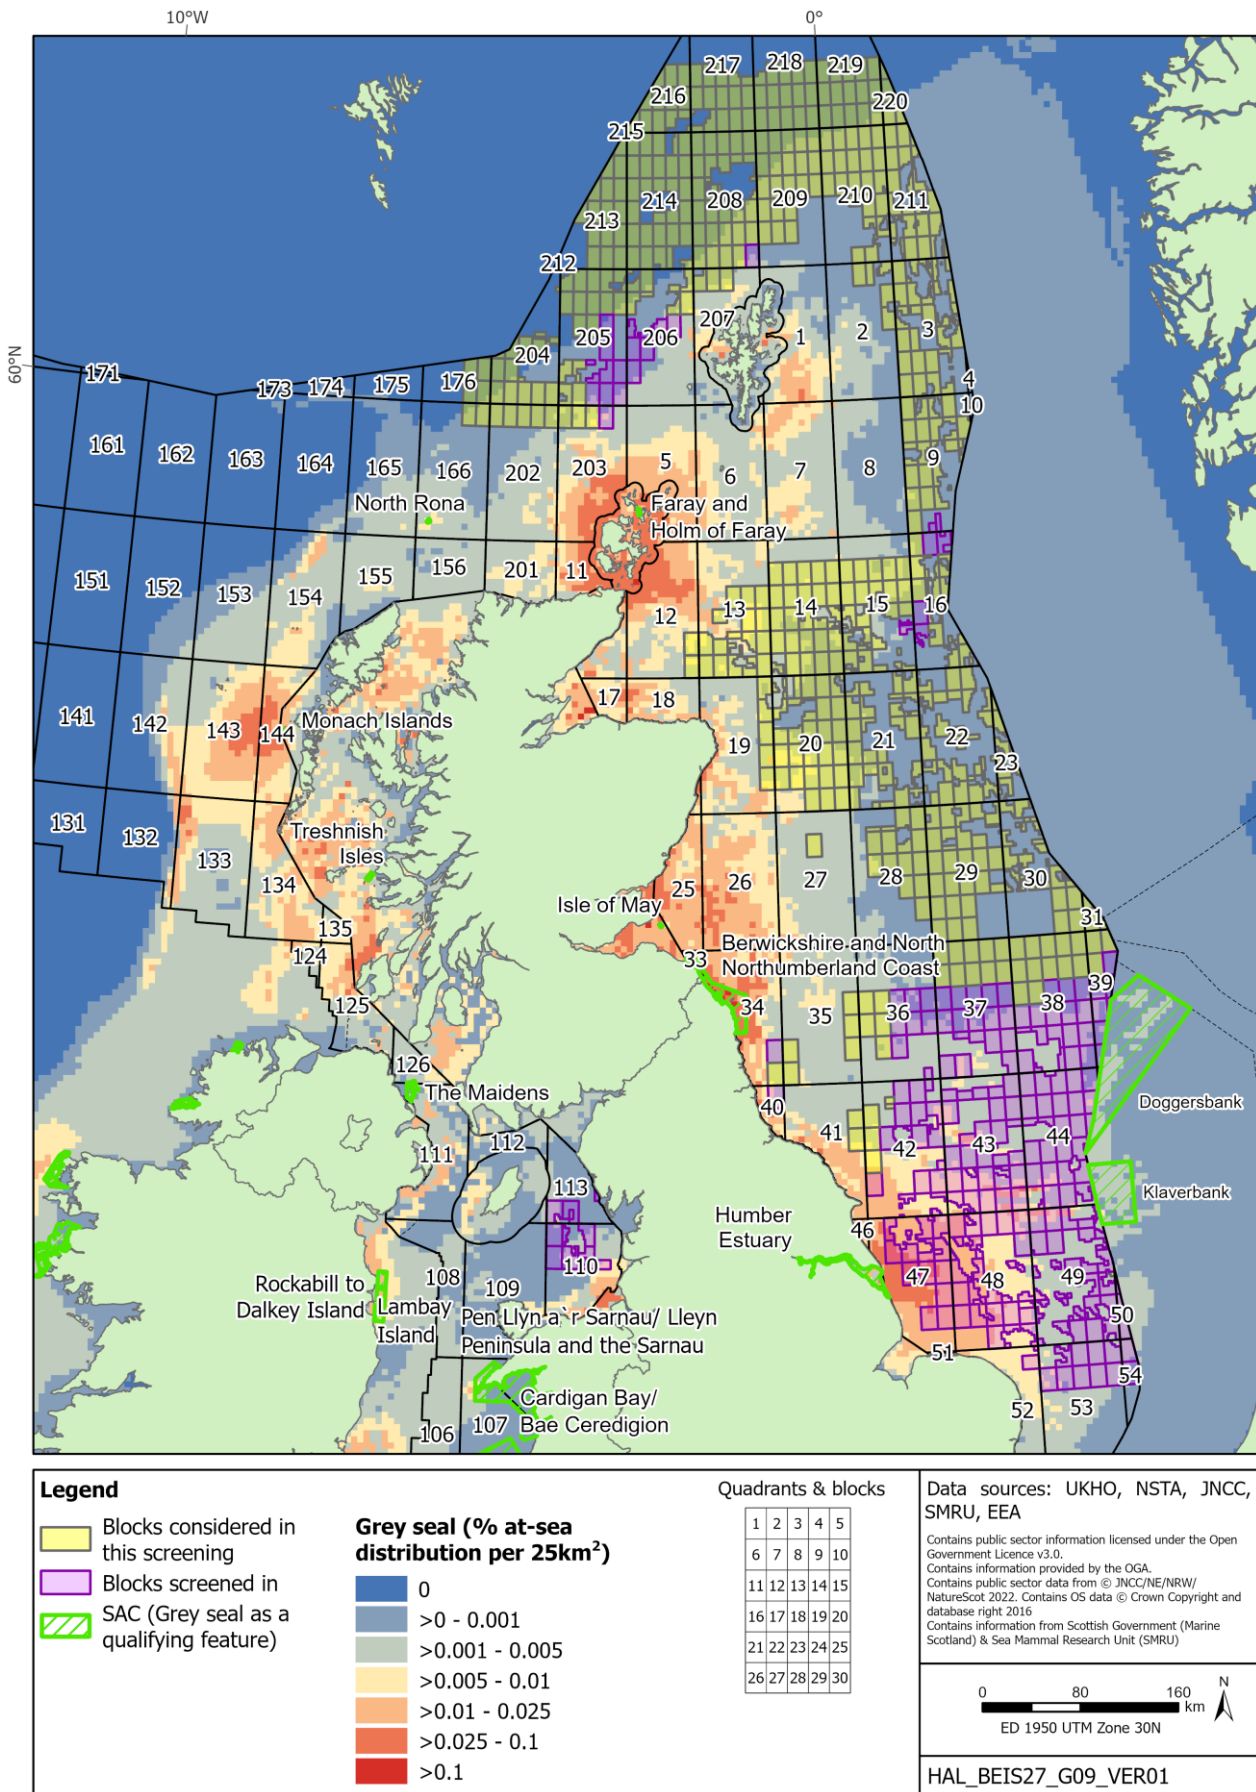 10°W
0°
60°N
217
218
219
216
220
215
214
208
209
210
211
213
212
207
205
206
1
2
3
204
171
173
174
175
176
4
10
161
162
163
164
165
166
202
203
5
6
7
8
9
North Rona
Faray and
Holm of Faray
151
152
153
154
155
156
201
11
12
13
14
15
16
141
142
143
144
Monach Islands
17
18
19
20
21
22
23
131
132
133
134
Treshnish
Isles
135
124
125
25
26
27
28
29
30
31
Isle of May
33
Berwickshire and North
Northumberland Coast
34
35
36
37
38
39
126
The Maidens
40
41
42
43
44
Doggersbank
Klaverbank
111
112
113
Humber
Estuary
46
47
48
49
50
110
108
109
Rockabill to
Dalkey Island
Lambay
Island
Pen Llyn a`r Sarnau/ Lleyn
Peninsula and the Sarnau
51
52
53
54
Cardigan Bay/
Bae Ceredigion
106
107
Legend
Blocks considered in
this screening
Blocks screened in
SAC (Grey seal as a
qualifying feature)
Grey seal (% at-sea
distribution per 25km²)
0
>0 - 0.001
>0.001 - 0.005
>0.005 - 0.01
>0.01 - 0.025
>0.025 - 0.1
>0.1
Quadrants & blocks
1 2 3 4 5
6 7 8 9 10
11 12 13 14 15
16 17 18 19 20
21 22 23 24 25
26 27 28 29 30
Data sources: UKHO, NSTA, JNCC,
SMRU, EEA
Contains public sector information licensed under the Open
Government Licence v3.0.
Contains information provided by the OGA.
Contains public sector data from © JNCC/NE/NRW/
NatureScot 2022. Contains OS data © Crown Copyright and
database right 2016
Contains information from Scottish Government (Marine
Scotland) & Sea Mammal Research Unit (SMRU)
0 80 160
km
N
ED 1950 UTM Zone 30N
HAL_BEIS27_G09_VER01